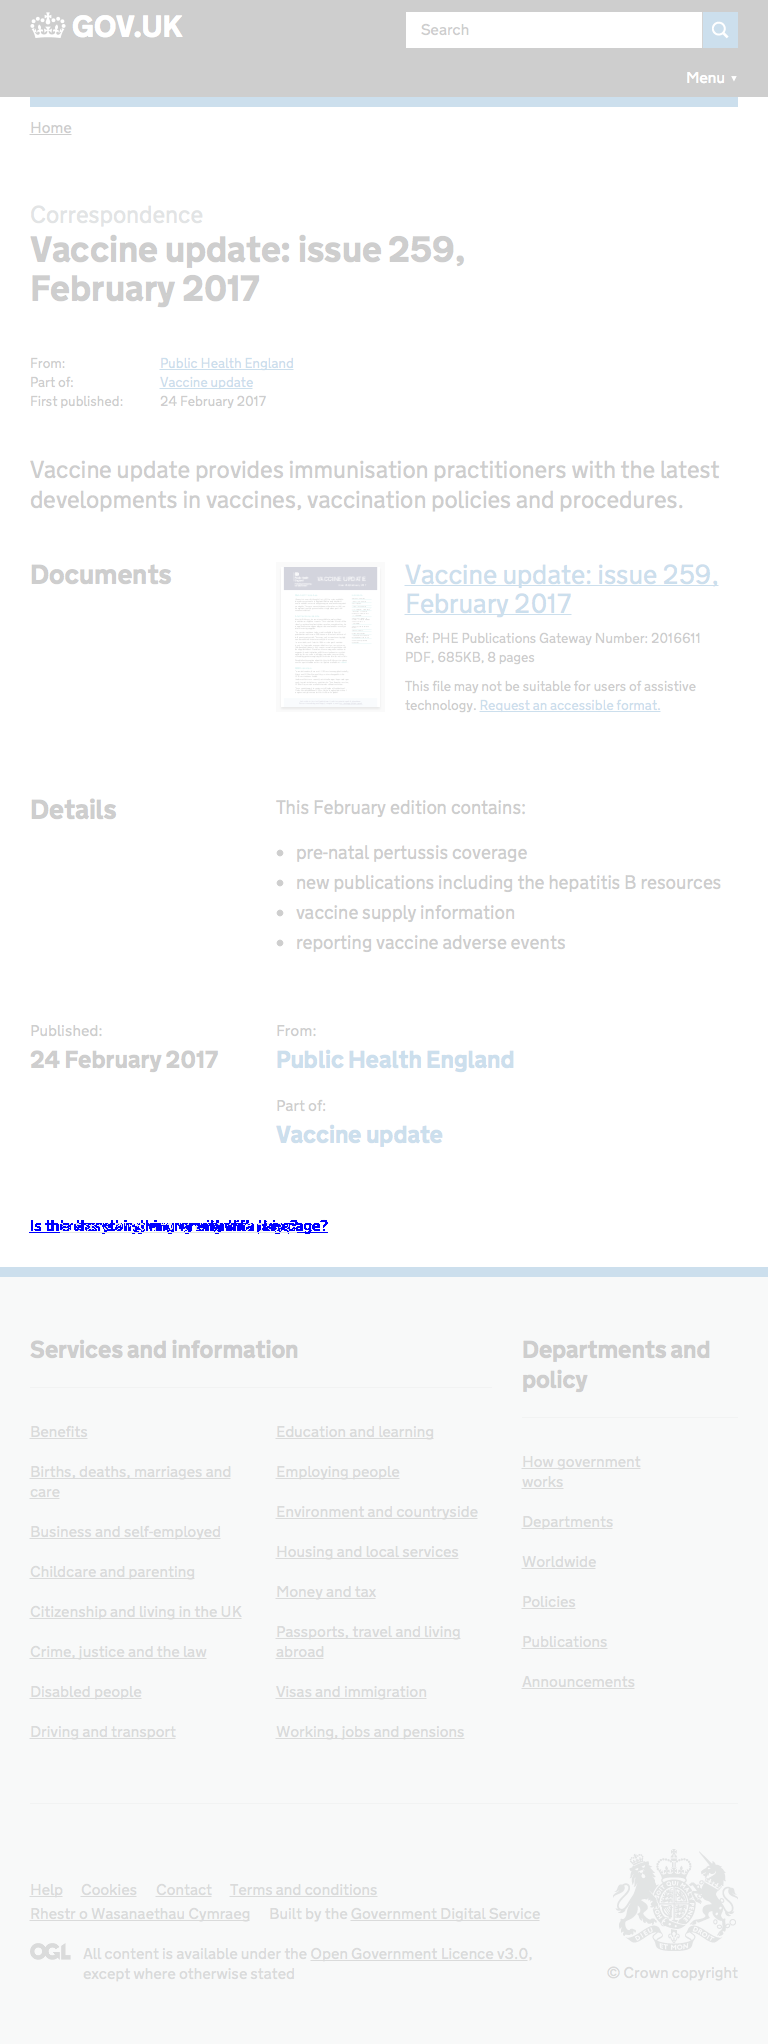 GOV.UK
Search
Menu ▼
Home
Correspondence
Vaccine update: issue 259,
February 2017
From: Public Health England
Part of: Vaccine update
First published: 24 February 2017
Vaccine update provides immunisation practitioners with the latest
developments in vaccines, vaccination policies and procedures.
Documents
VACCINE UPDATE
Vaccine update: issue 259,
February 2017
Ref: PHE Publications Gateway Number: 2016611
PDF, 685KB, 8 pages
This file may not be suitable for users of assistive
technology. Request an accessible format.
Details
This February edition contains:
• pre-natal pertussis coverage
• new publications including the hepatitis B resources
• vaccine supply information
• reporting vaccine adverse events
Published:
24 February 2017
From:
Public Health England
Part of:
Vaccine update
Is this page?
Services and information
Benefits
Births, deaths, marriages and
care
Business and self-employed
Childcare and parenting
Citizenship and living in the UK
Crime, justice and the law
Disabled people
Driving and transport
Education and learning
Employing people
Environment and countryside
Housing and local services
Money and tax
Passports, travel and living
abroad
Visas and immigration
Working, jobs and pensions
Departments and
policy
How government
works
Departments
Worldwide
Policies
Publications
Announcements
Help Cookies Contact Terms and conditions
Rhestr o Wasanaethau Cymraeg Built by the Government Digital Service
OGL All content is available under the Open Government Licence v3.0,
except where otherwise stated
© Crown copyright